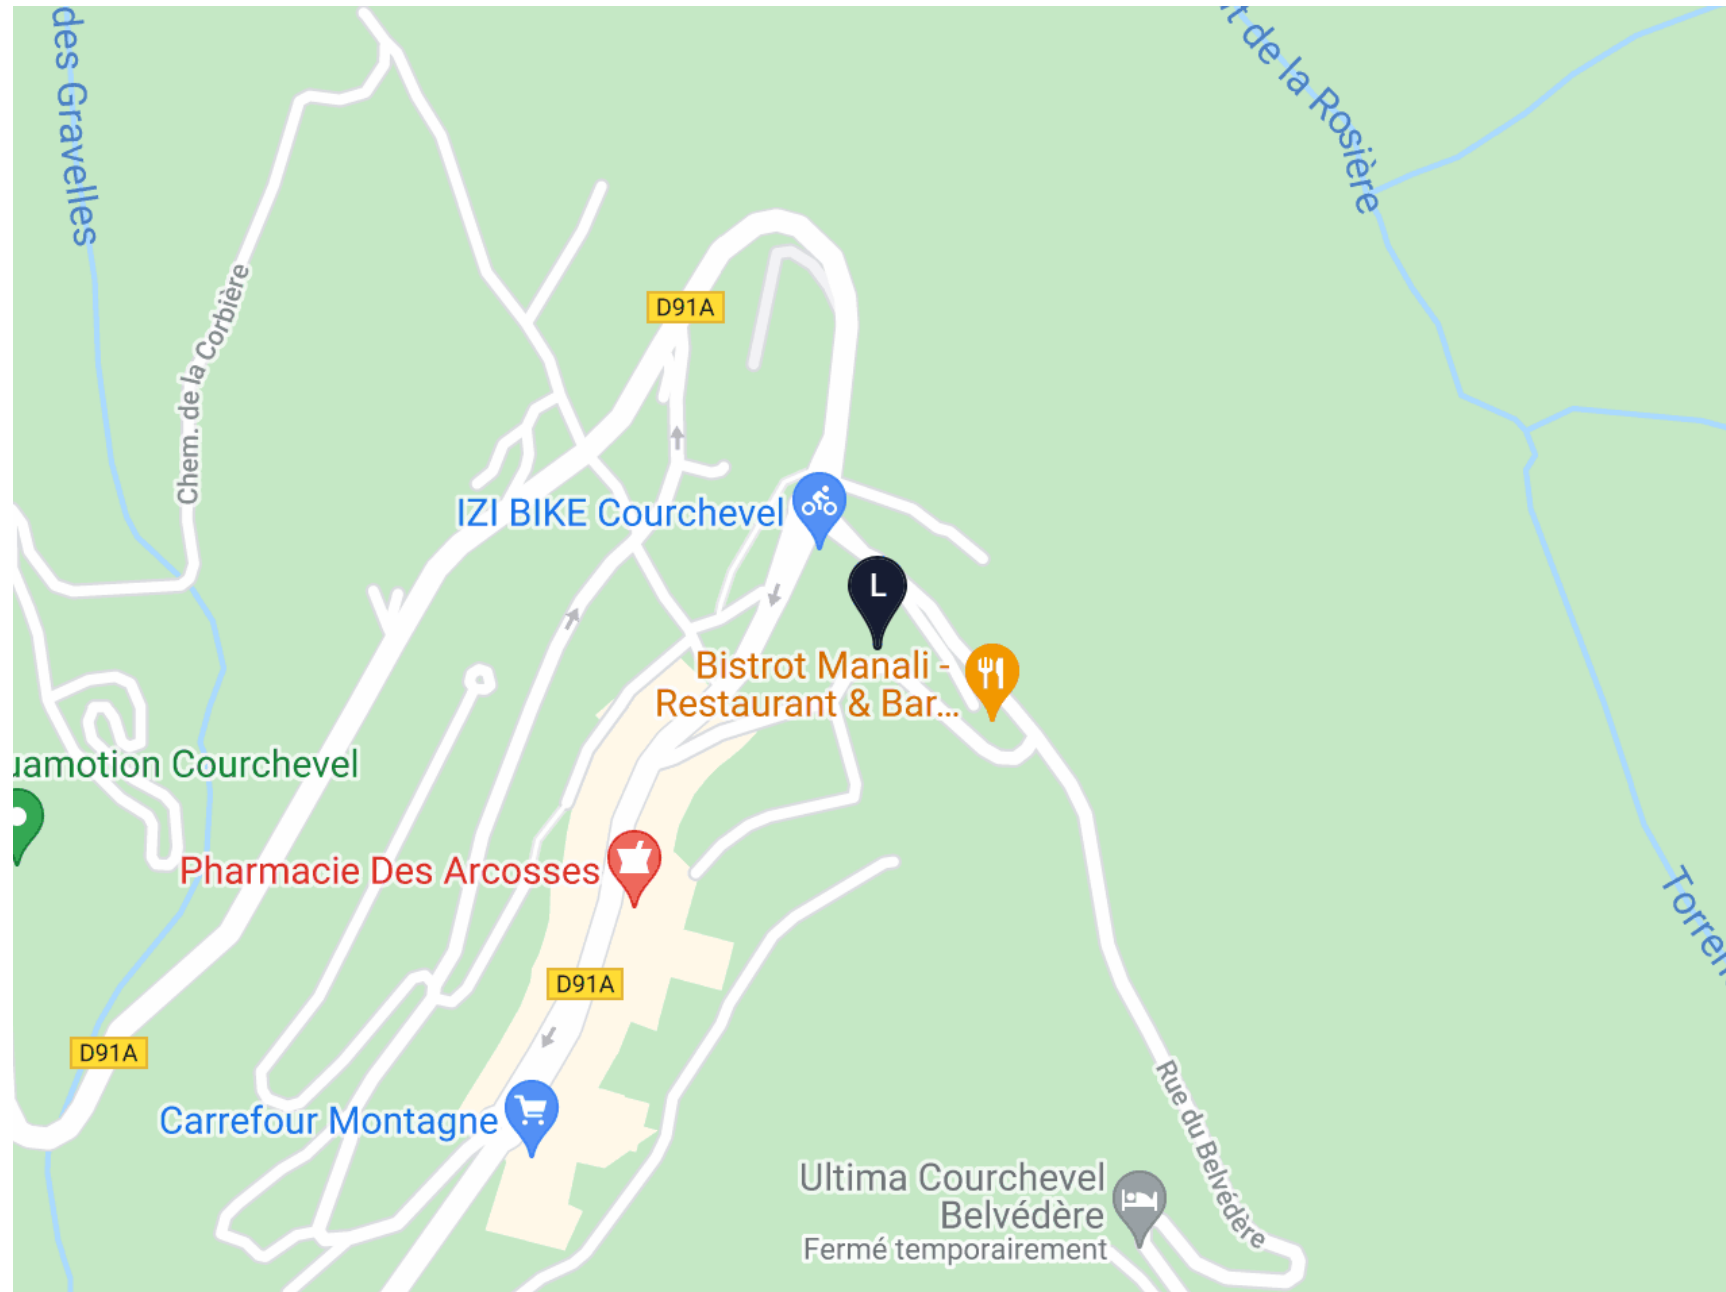 des Gravelles
t de la Rosière
Chem. de la Corbière
D91A
IZI BIKE Courchevel
L
Bistrot Manali -
Restaurant & Bar...
uamotion Courchevel
Pharmacie Des Arcosses
Torren
D91A
D91A
Carrefour Montagne
Rue du Belvédère
Ultima Courchevel
Belvédère
Fermé temporairement